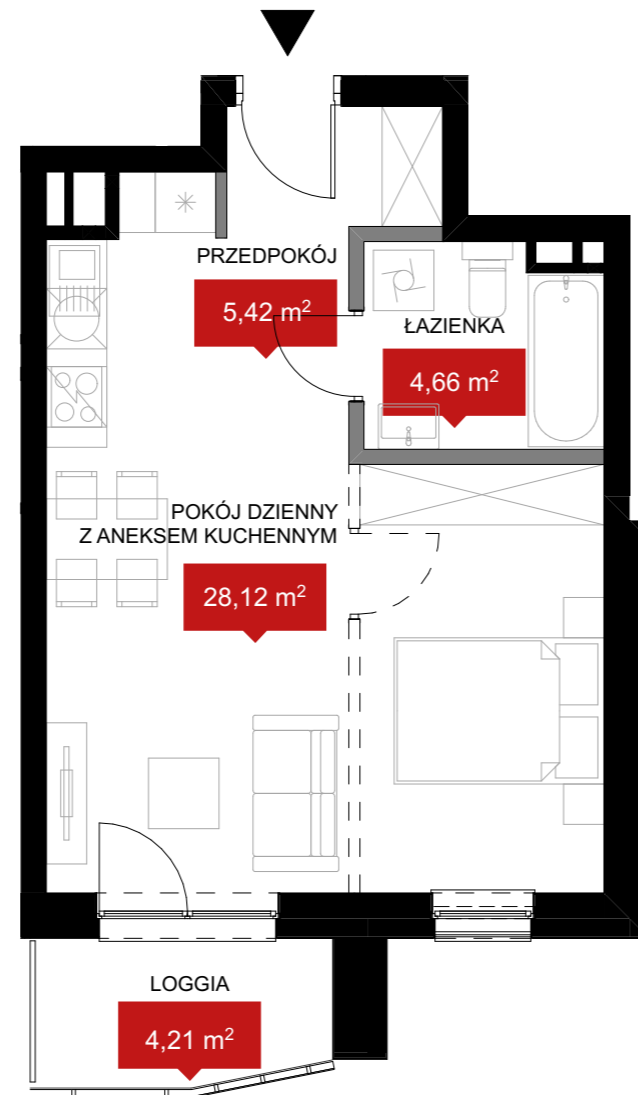 PRZEDPOKÓJ
5,42 m²
ŁAZIENKA
4,66 m²
POKÓJ DZIENNY
Z ANEKSEM KUCHENNYM
28,12 m²
LOGGIA
4,21 m²